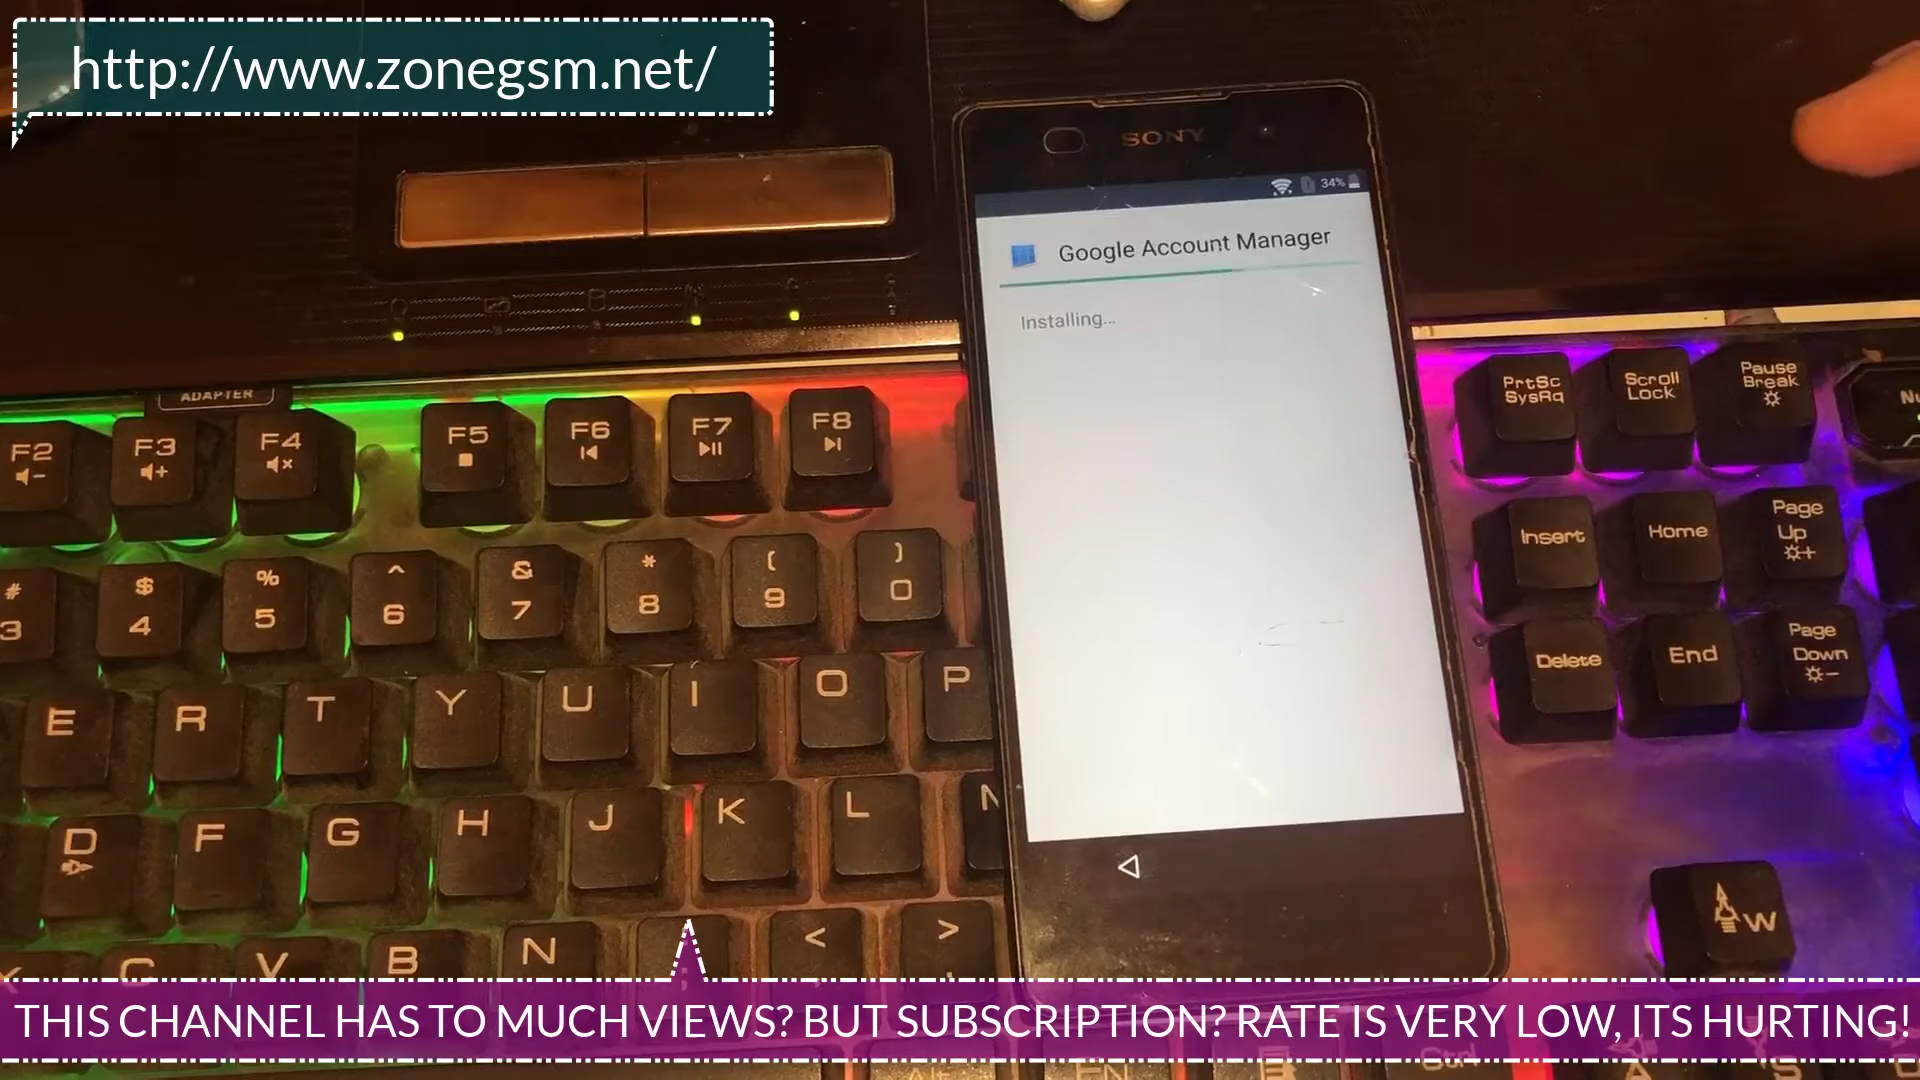 http://www.zonegsm.net/
SONY
34%
Google Account Manager
Installing...
ADAPTER
F2
F3
F4
F5
F6
F7
F8
PrtSc
SysRq
Scroll
Lock
Pause
Break
#
3
$
4
%
5
^
6
&
7
*
8
(
9
)
0
Insert
Home
Page
Up
E
R
T
Y
U
I
O
P
Delete
End
Page
Down
D
F
G
H
J
K
L
C
V
B
N
<
>
W
THIS CHANNEL HAS TO MUCH VIEWS? BUT SUBSCRIPTION? RATE IS VERY LOW, ITS HURTING!
Ctrl